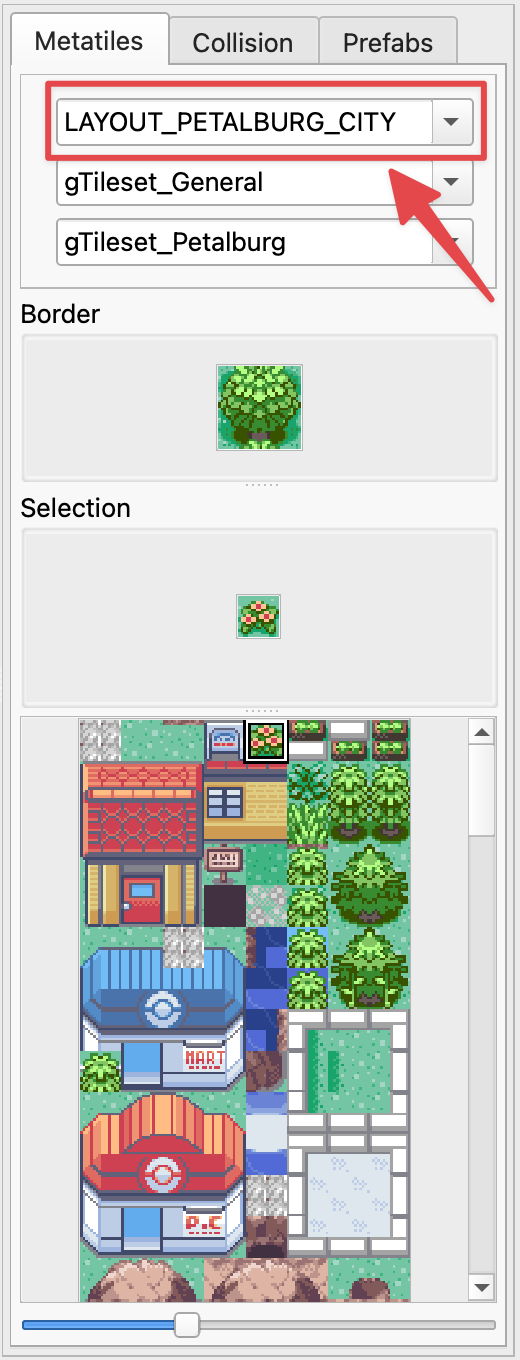 Metatiles
Collision
Prefabs
LAYOUT_PETALBURG_CITY
gTileset_General
gTileset_Petalburg
Border
Selection
MART
P.C